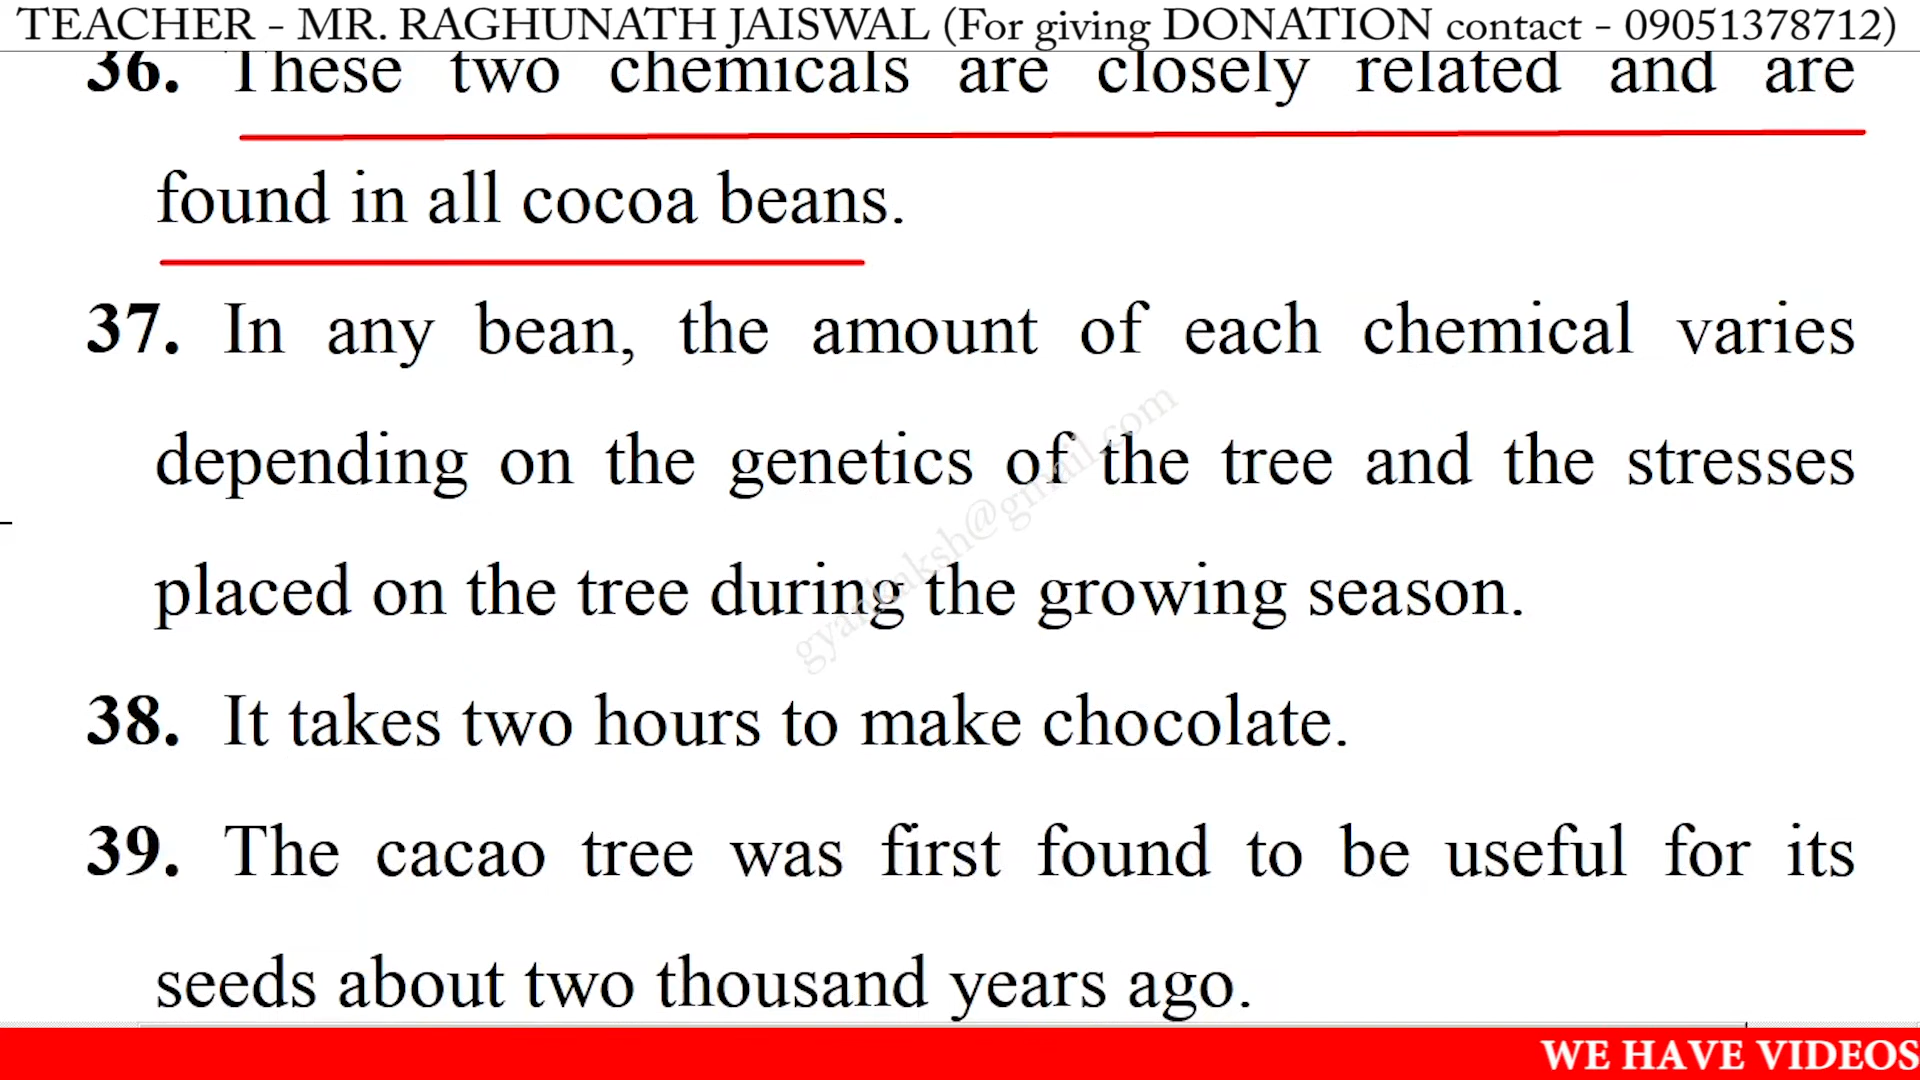 TEACHER - MR. RAGHUNATH JAISWAL (For giving DONATION contact - 09051378712)
36. These two chemicals are closely related and are
found in all cocoa beans.
37. In any bean, the amount of each chemical varies
depending on the genetics of the tree and the stresses
placed on the tree during the growing season.
38. It takes two hours to make chocolate.
39. The cacao tree was first found to be useful for its
seeds about two thousand years ago.
WE HAVE VIDEOS